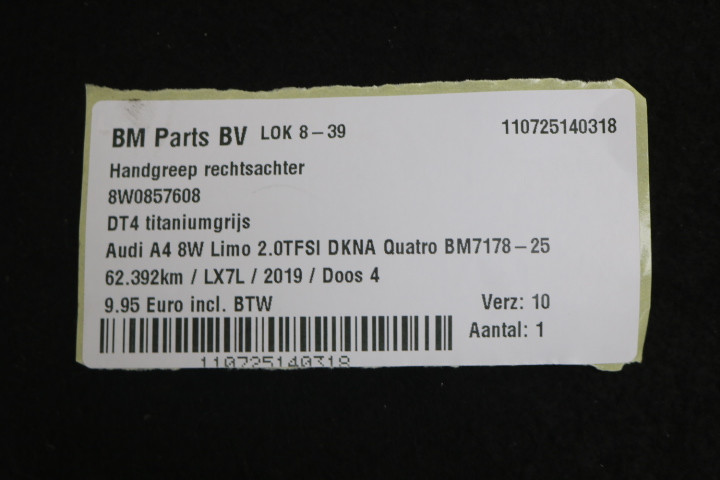 BM Parts BV LOK 8-39 110725140318
Handgreep rechtsachter
8W0857608
DT4 titaniumgrijs
Audi A4 8W Limo 2.0TFSI DKNA Quatro BM7178-25
62.392km / LX7L / 2019 / Doos 4
9.95 Euro incl. BTW Verz: 10
Aantal: 1
110725140318